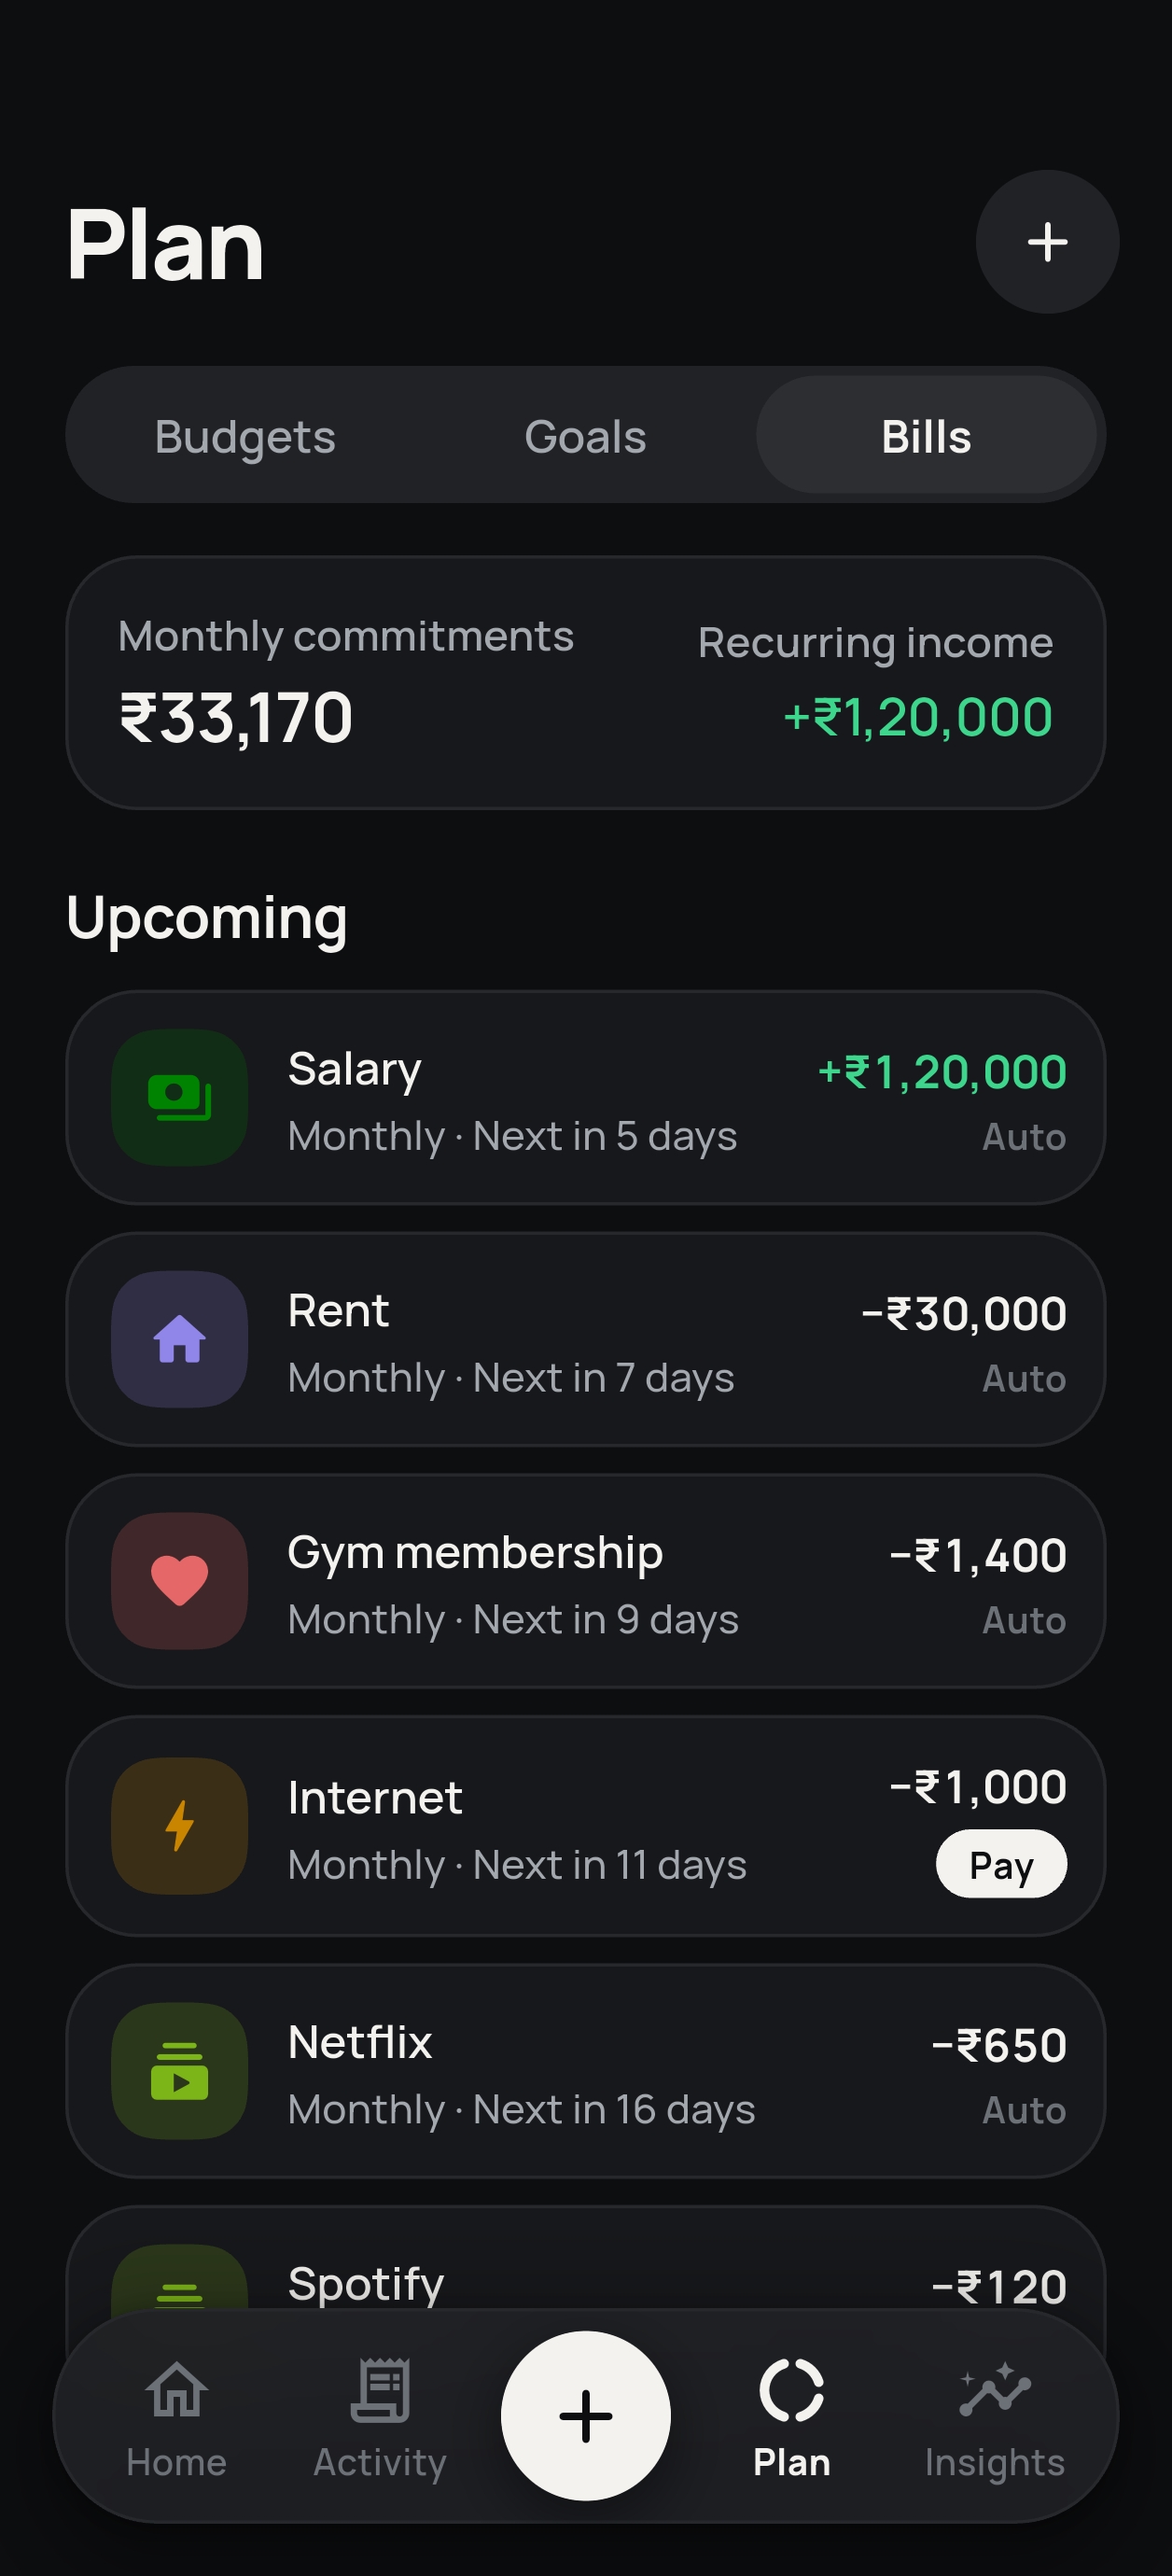 Plan
Budgets Goals Bills
Monthly commitments Recurring income
₹33,170 +₹1,20,000
Upcoming
Salary +₹1,20,000
Monthly · Next in 5 days Auto
Rent −₹30,000
Monthly · Next in 7 days Auto
Gym membership −₹1,400
Monthly · Next in 9 days Auto
Internet −₹1,000
Monthly · Next in 11 days Pay
Netflix −₹650
Monthly · Next in 16 days Auto
Spotify −₹120
Home Activity Plan Insights